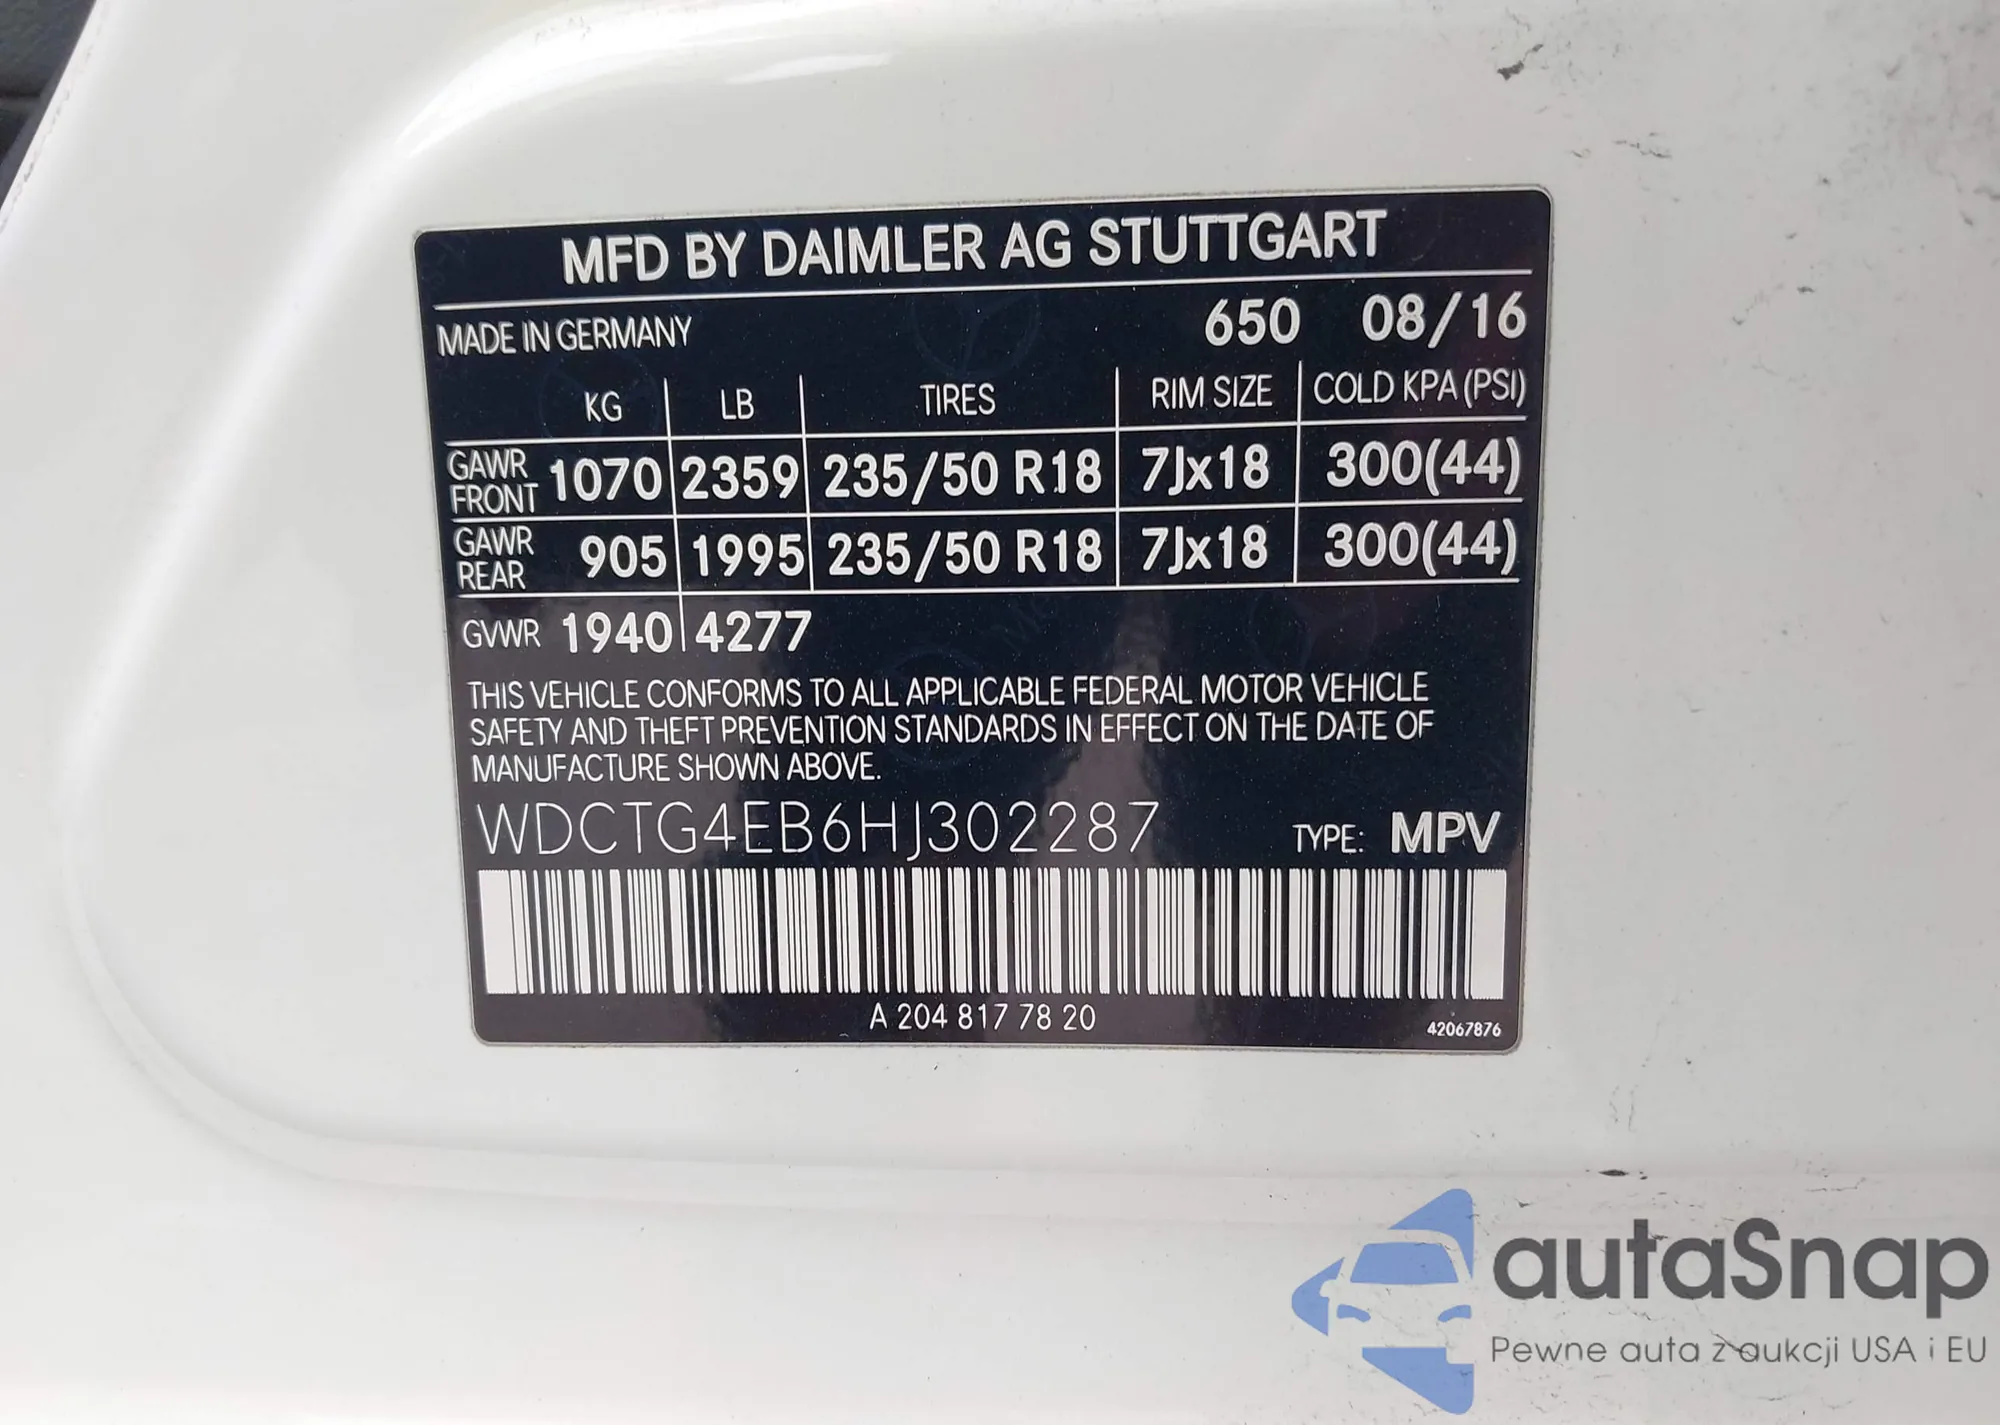 MFD BY DAIMLER AG STUTTGART
MADE IN GERMANY 650 08/16
KG LB TIRES RIM SIZE COLD KPA (PSI)
GAWR FRONT 1070 2359 235/50 R18 7Jx18 300(44)
GAWR REAR 905 1995 235/50 R18 7Jx18 300(44)
GVWR 1940 4277
THIS VEHICLE CONFORMS TO ALL APPLICABLE FEDERAL MOTOR VEHICLE
SAFETY AND THEFT PREVENTION STANDARDS IN EFFECT ON THE DATE OF
MANUFACTURE SHOWN ABOVE.
WDCTG4EB6HJ302287 TYPE: MPV
A 204 817 78 20 42067876
autaSnap
Pewne auta z aukcji USA i EU